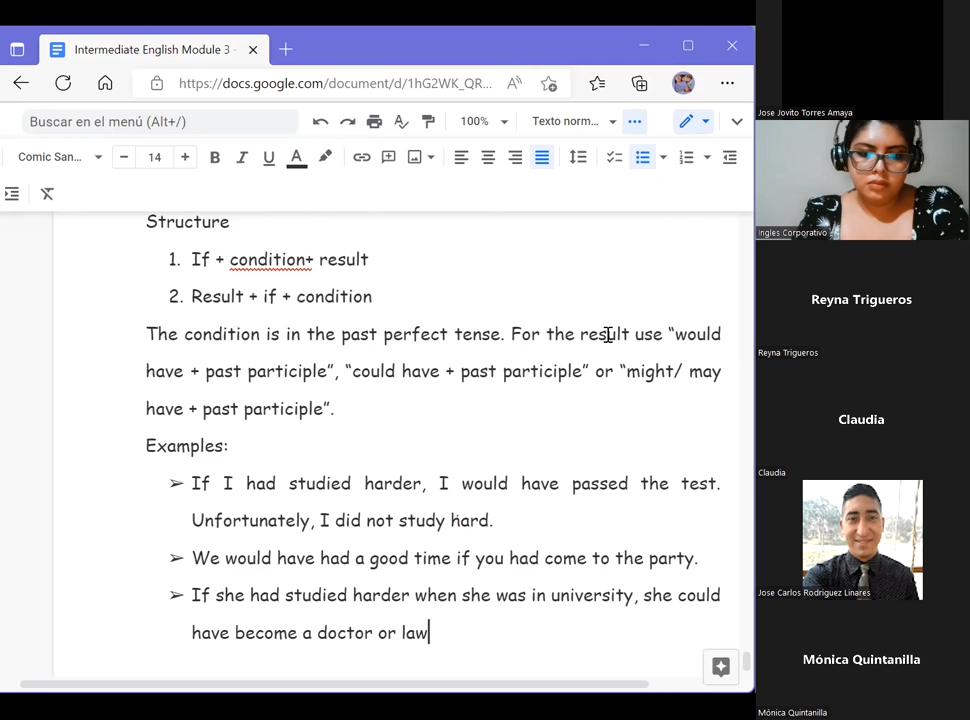 Intermediate English Module 3 -
https://docs.google.com/document/d/1hG2WK_QR...
Buscar en el menú (Alt+/)
100%
Texto norm...
Comic San...
14
B I U A
Structure
1. If + condition+ result
2. Result + if + condition
The condition is in the past perfect tense. For the result use “would
have + past participle”, “could have + past participle” or “might/ may
have + past participle”.
Examples:
➢ If I had studied harder, I would have passed the test.
Unfortunately, I did not study hard.
➢ We would have had a good time if you had come to the party.
➢ If she had studied harder when she was in university, she could
have become a doctor or law
Jose Jovito Torres Amaya
Ingles Corporativo
Reyna Trigueros
Reyna Trigueros
Claudia
Claudia
Jose Carlos Rodriguez Linares
Mónica Quintanilla
Mónica Quintanilla